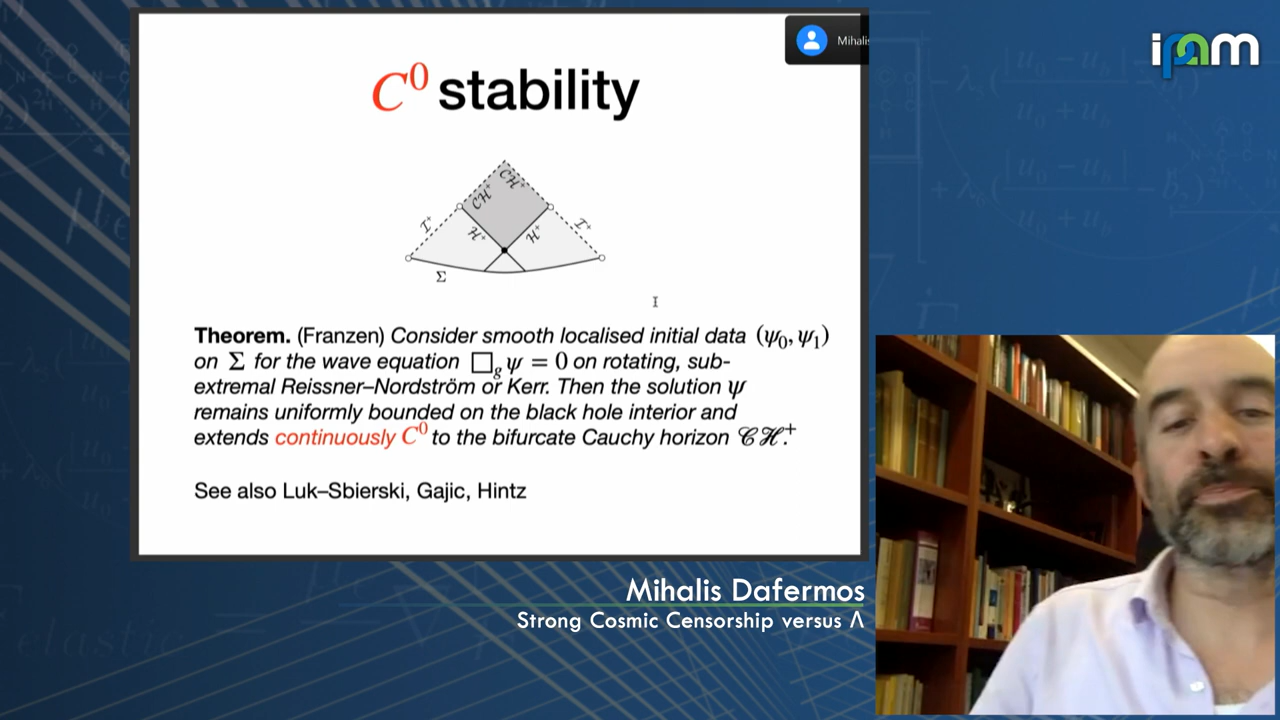 Mihalis
ipam
C⁰ stability
CH⁺
CH⁺
I⁺
I⁺
H⁺
H⁺
Σ
Theorem. (Franzen) Consider smooth localised initial data (ψ₀, ψ₁)
on Σ for the wave equation □_g ψ = 0 on rotating, sub-
extremal Reissner–Nordström or Kerr. Then the solution ψ
remains uniformly bounded on the black hole interior and
extends continuously C⁰ to the bifurcate Cauchy horizon 𝒞ℋ⁺.
See also Luk–Sbierski, Gajic, Hintz
Mihalis Dafermos
Strong Cosmic Censorship versus Λ